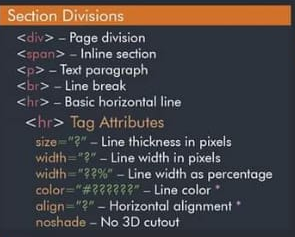 Section Divisions
<div> – Page division
<span> – Inline section
<p> – Text paragraph
<br> – Line break
<hr> – Basic horizontal line
<hr> Tag Attributes
size="?" – Line thickness in pixels
width="?" – Line width in pixels
width="??%" – Line width as percentage
color="#??????" – Line color *
align="?" – Horizontal alignment *
noshade – No 3D cutout